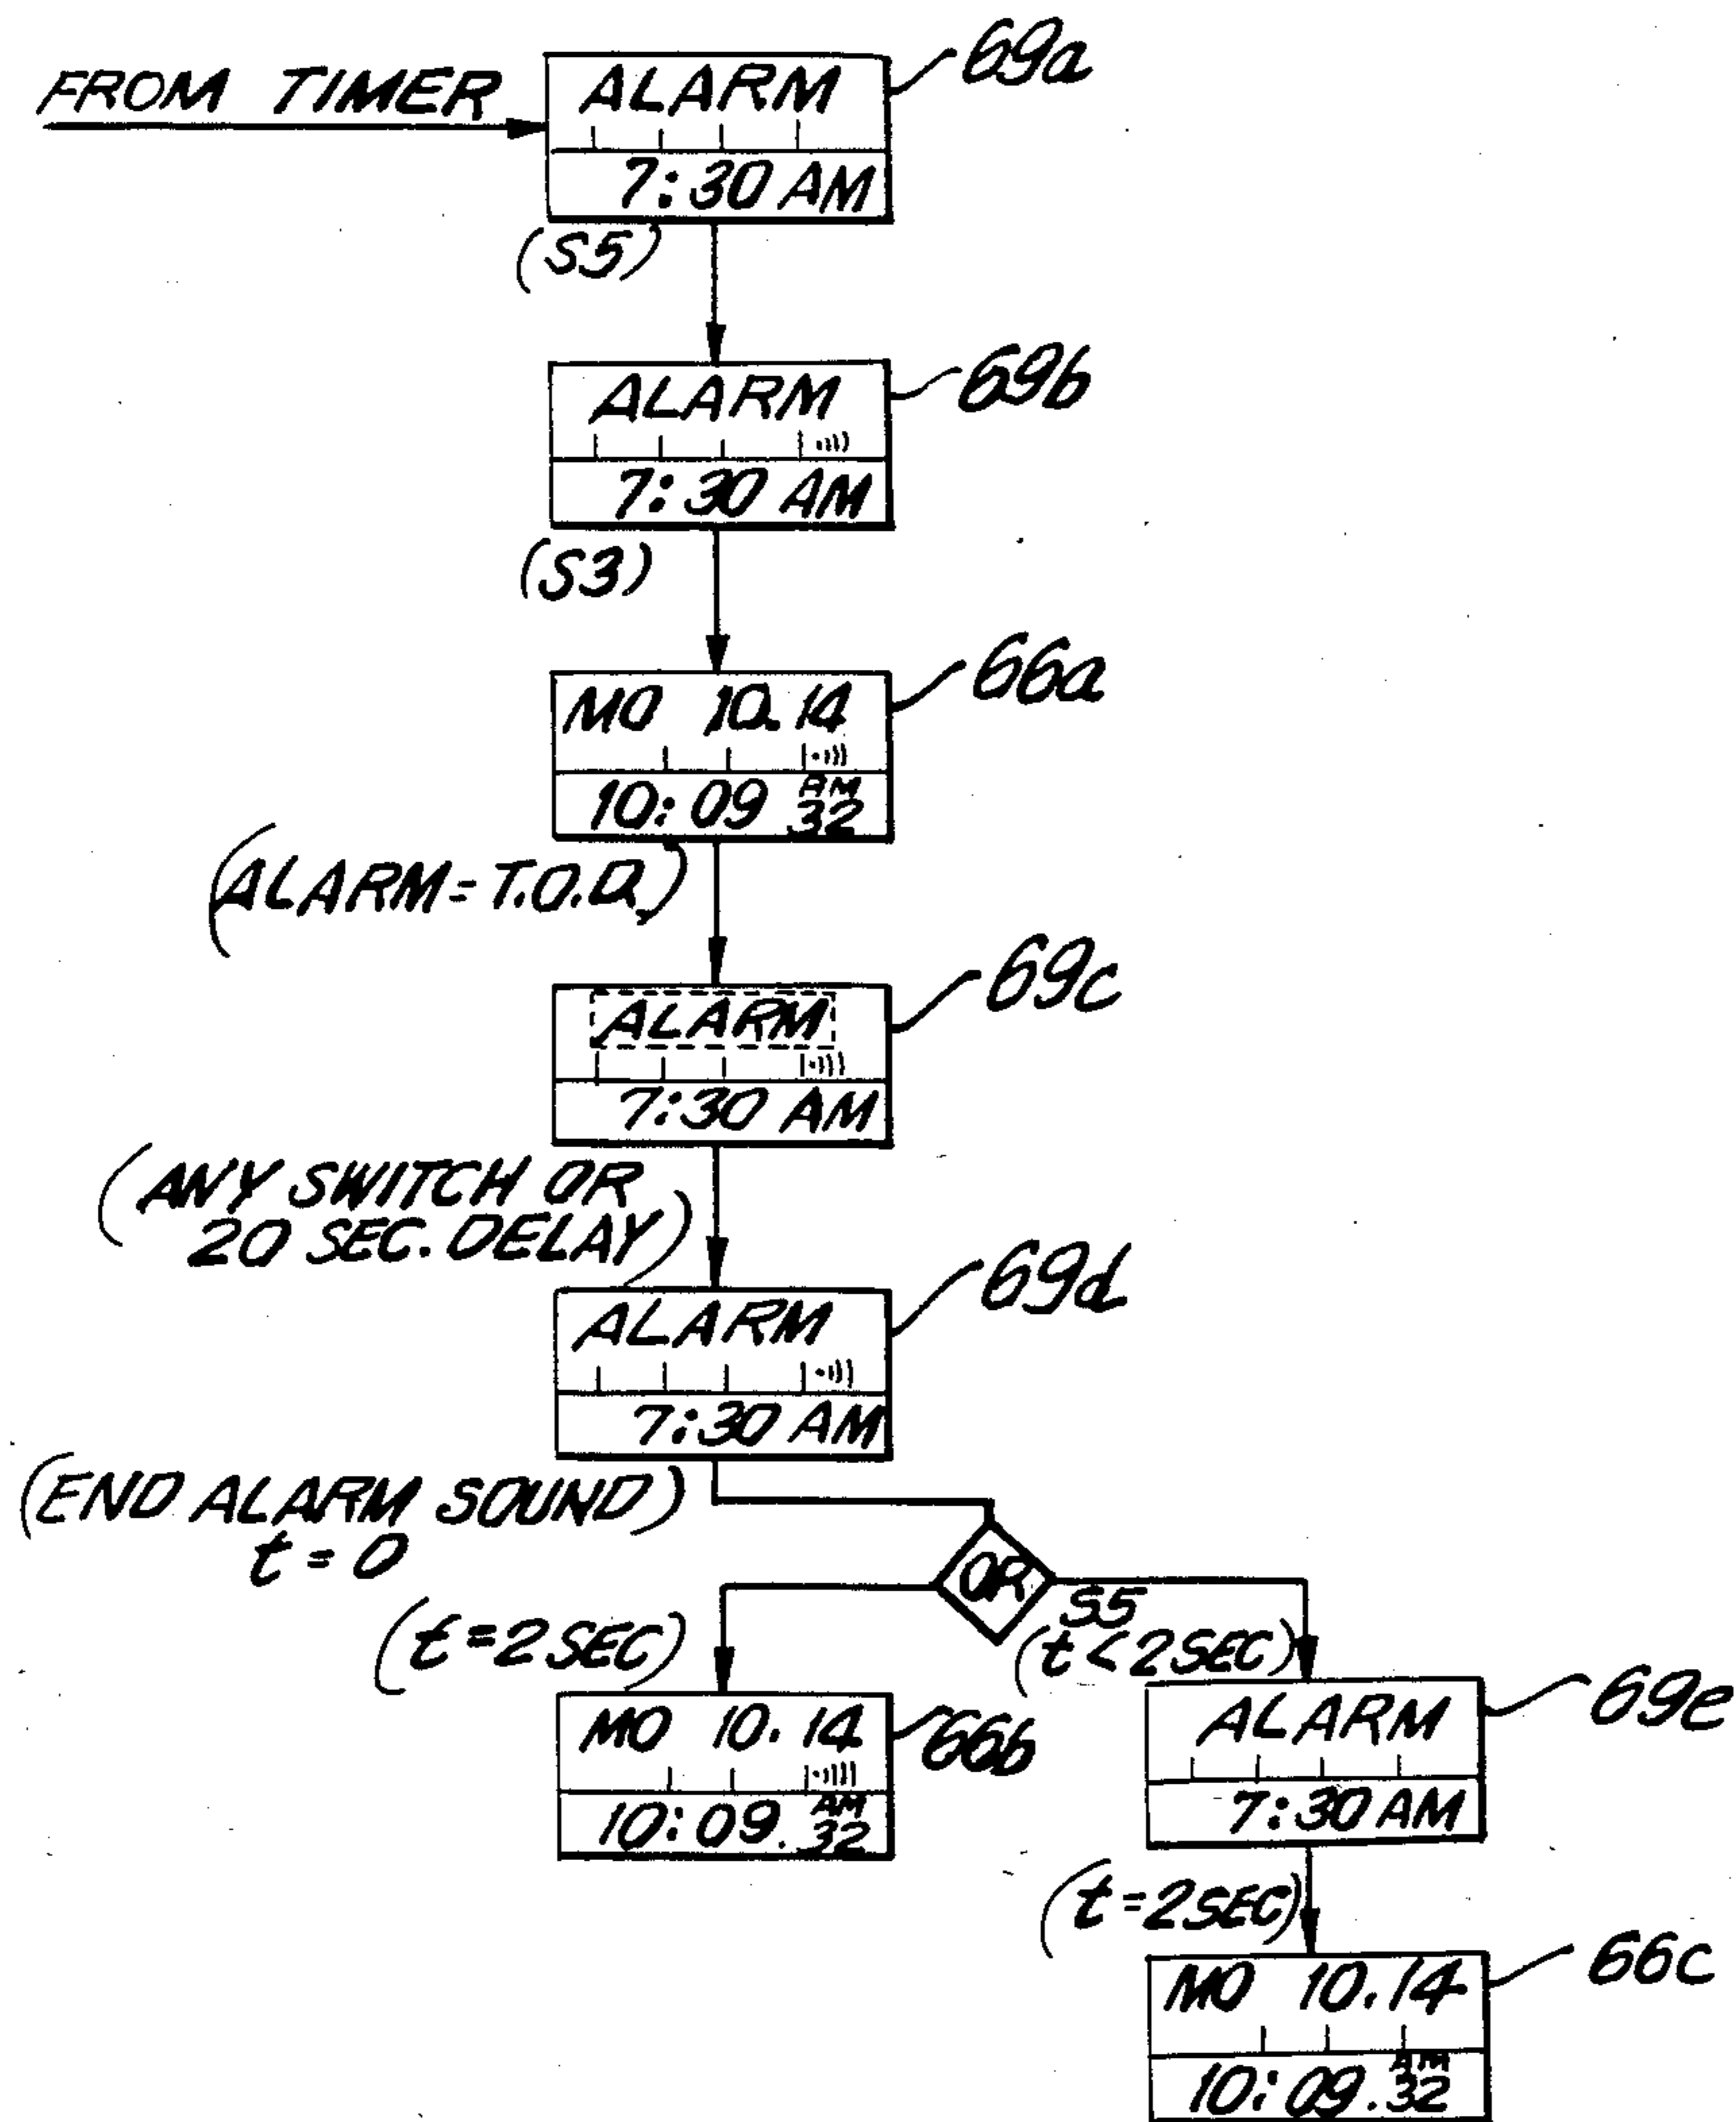 FROM TIMER
ALARM
69a
7:30 AM
(S5)
ALARM
69b
7:30 AM
(S3)
66a
MO 10.14
10:09 AM 32
(ALARM = T.O.D.)
69c
ALARM
7:30 AM
(ANY SWITCH OR
20 SEC. DELAY)
69d
ALARM
7:30 AM
(END ALARM SOUND)
t = 0
OR
S5
(t = 2 SEC)
(t < 2 SEC)
MO 10.14
66b
10:09. AM 32
ALARM
69e
7:30 AM
(t = 2 SEC)
66c
MO 10.14
10:09. AM 32